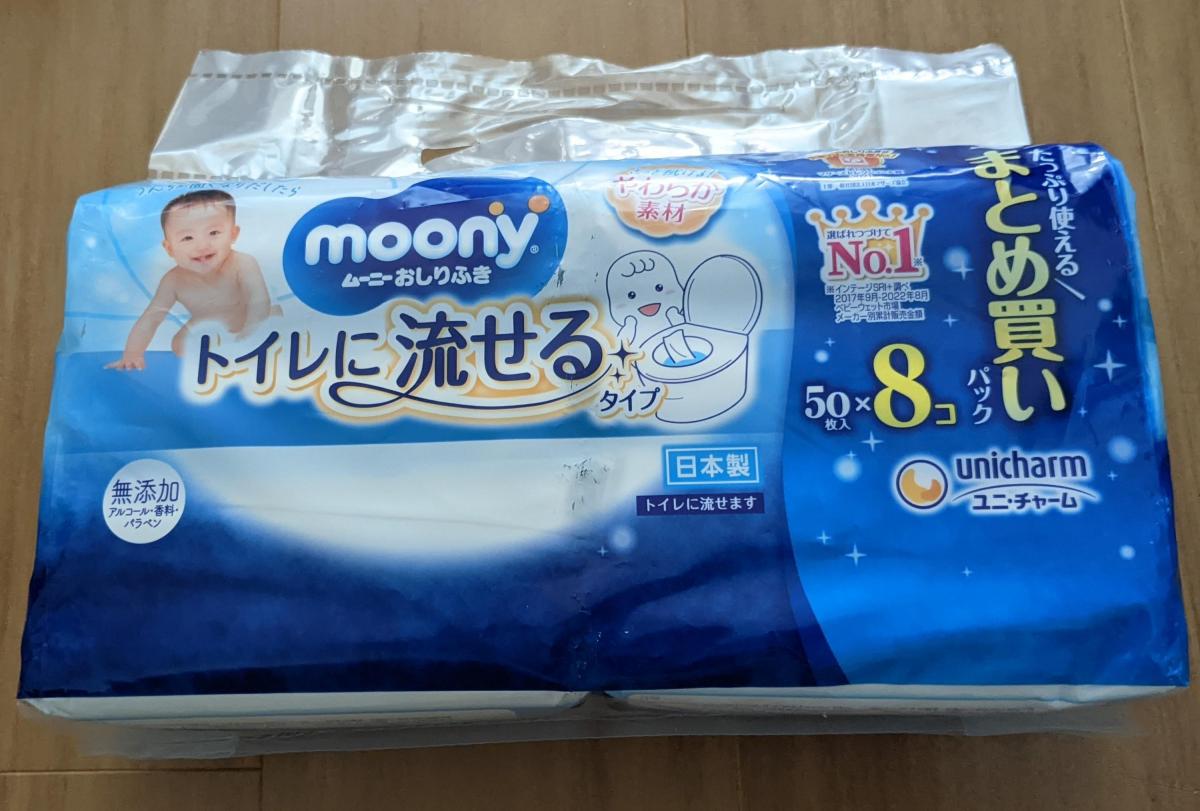 moony
ムーニーおしりふき
トイレに流せる
タイプ
やわらか
素材
選ばれつづけて
No.1※
※インテージSRI+調べ
2017年9月-2022年8月
ベビーウェット市場
メーカー別累計販売金額
たっぷり使える
まとめ買い
パック
50枚入×8コ
unicharm
ユニ・チャーム
日本製
トイレに流せます
無添加
アルコール・香料・
パラベン